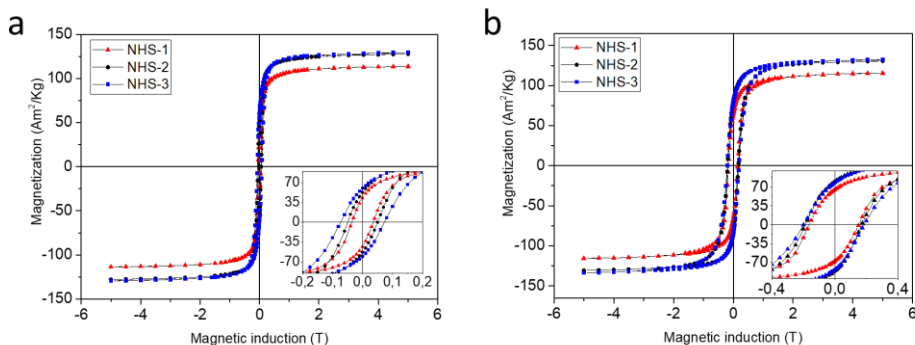 a
150
100
50
0
-50
-100
-150
-6 -4 -2 0 2 4 6
Magnetization (Am²/Kg)
Magnetic induction (T)
NHS-1
NHS-2
NHS-3
70
35
0
-35
-70
-0,2 -0,1 0,0 0,1 0,2
b
150
100
50
0
-50
-100
-150
-6 -4 -2 0 2 4 6
Magnetization (Am²/Kg)
Magnetic induction (T)
NHS-1
NHS-2
NHS-3
70
35
0
-35
-70
-0,4 0,0 0,4